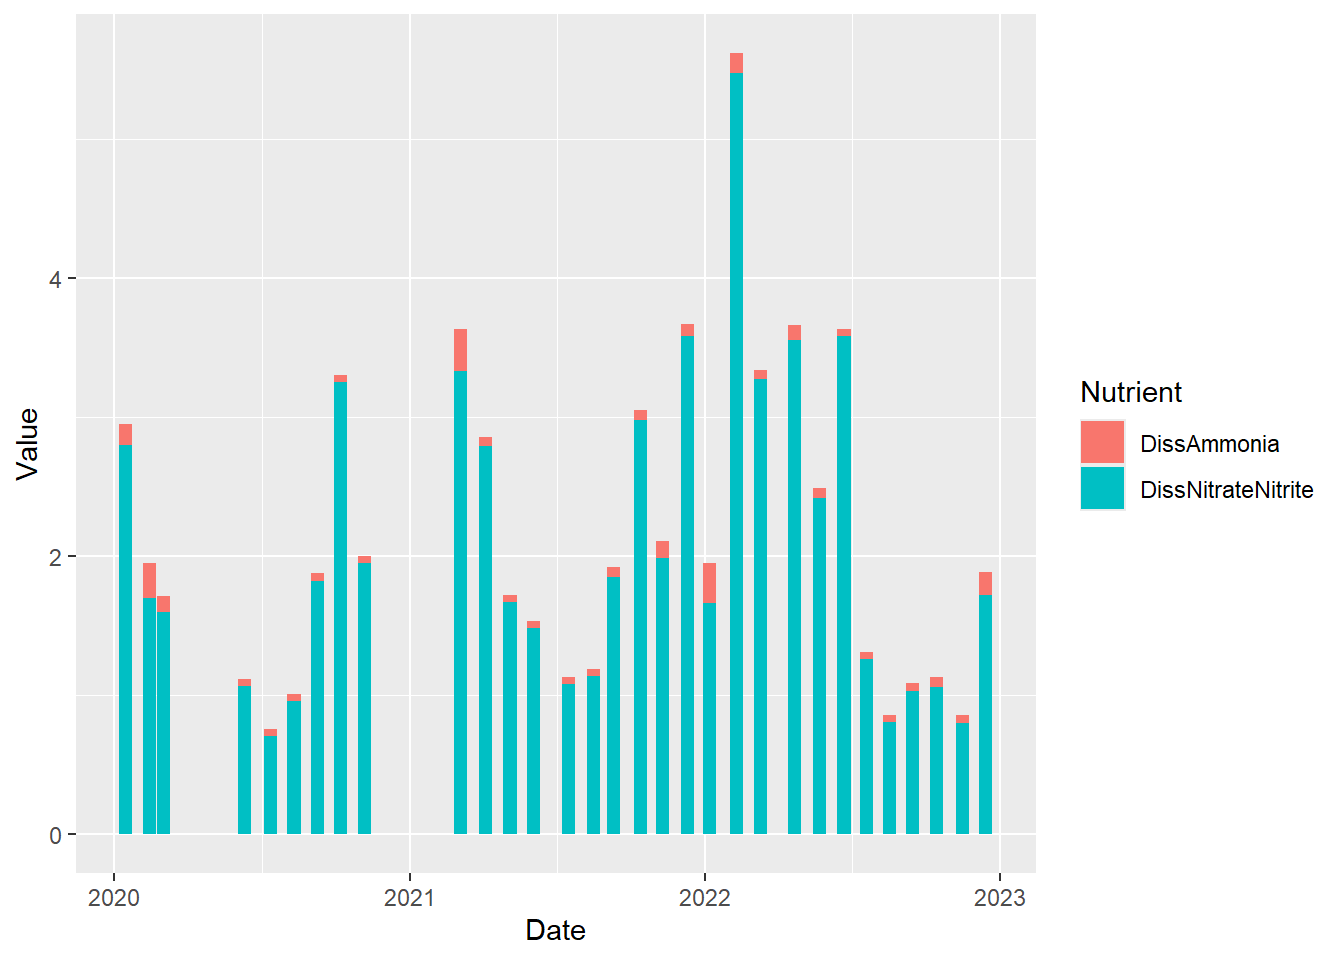 Value
4
2
0
2020
2021
2022
2023
Date
Nutrient
DissAmmonia
DissNitrateNitrite